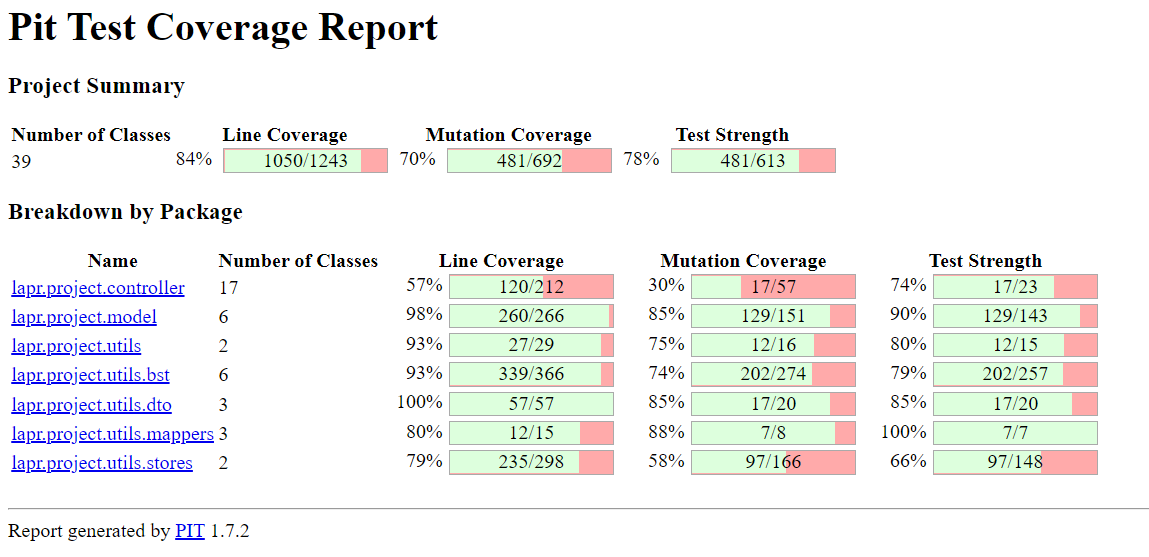 Pit Test Coverage Report
Project Summary
Number of Classes Line Coverage Mutation Coverage Test Strength
39 84% 1050/1243 70% 481/692 78% 481/613
Breakdown by Package
Name Number of Classes Line Coverage Mutation Coverage Test Strength
lapr.project.controller 17 57% 120/212 30% 17/57 74% 17/23
lapr.project.model 6 98% 260/266 85% 129/151 90% 129/143
lapr.project.utils 2 93% 27/29 75% 12/16 80% 12/15
lapr.project.utils.bst 6 93% 339/366 74% 202/274 79% 202/257
lapr.project.utils.dto 3 100% 57/57 85% 17/20 85% 17/20
lapr.project.utils.mappers 3 80% 12/15 88% 7/8 100% 7/7
lapr.project.utils.stores 2 79% 235/298 58% 97/166 66% 97/148
Report generated by PIT 1.7.2